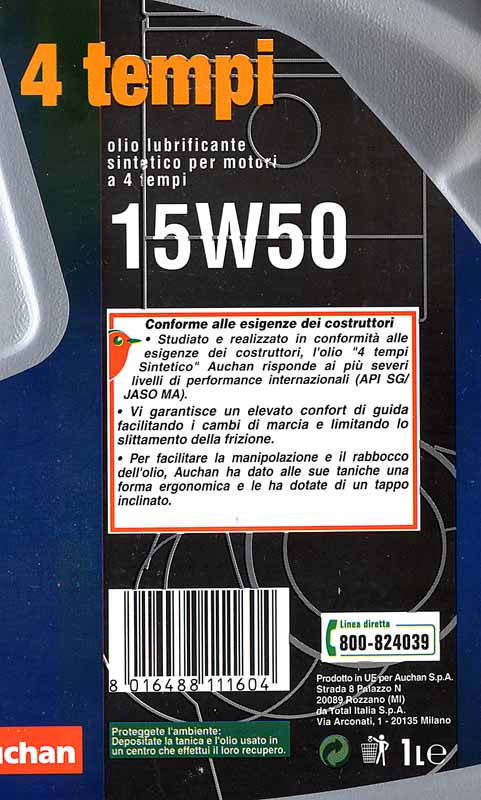 4 tempi
olio lubrificante
sintetico per motori
a 4 tempi
15W50
Conforme alle esigenze dei costruttori
• Studiato e realizzato in conformità alle
esigenze dei costruttori, l'olio "4 tempi
Sintetico" Auchan risponde ai più severi
livelli di performance internazionali (API SG/
JASO MA).
• Vi garantisce un elevato confort di guida
facilitando i cambi di marcia e limitando lo
slittamento della frizione.
• Per facilitare la manipolazione e il rabbocco
dell'olio, Auchan ha dato alle sue taniche una
forma ergonomica e le ha dotate di un tappo
inclinato.
8 016488 111604
Linea diretta
800-824039
Prodotto in UE per Auchan S.p.A.
Strada 8 Palazzo N
20089 Rozzano (MI)
da Total Italia S.p.A.
Via Arconati, 1 - 20135 Milano
Proteggete l'ambiente:
Depositate la tanica e l'olio usato in
un centro che effettui il loro recupero.
uchan
1L℮